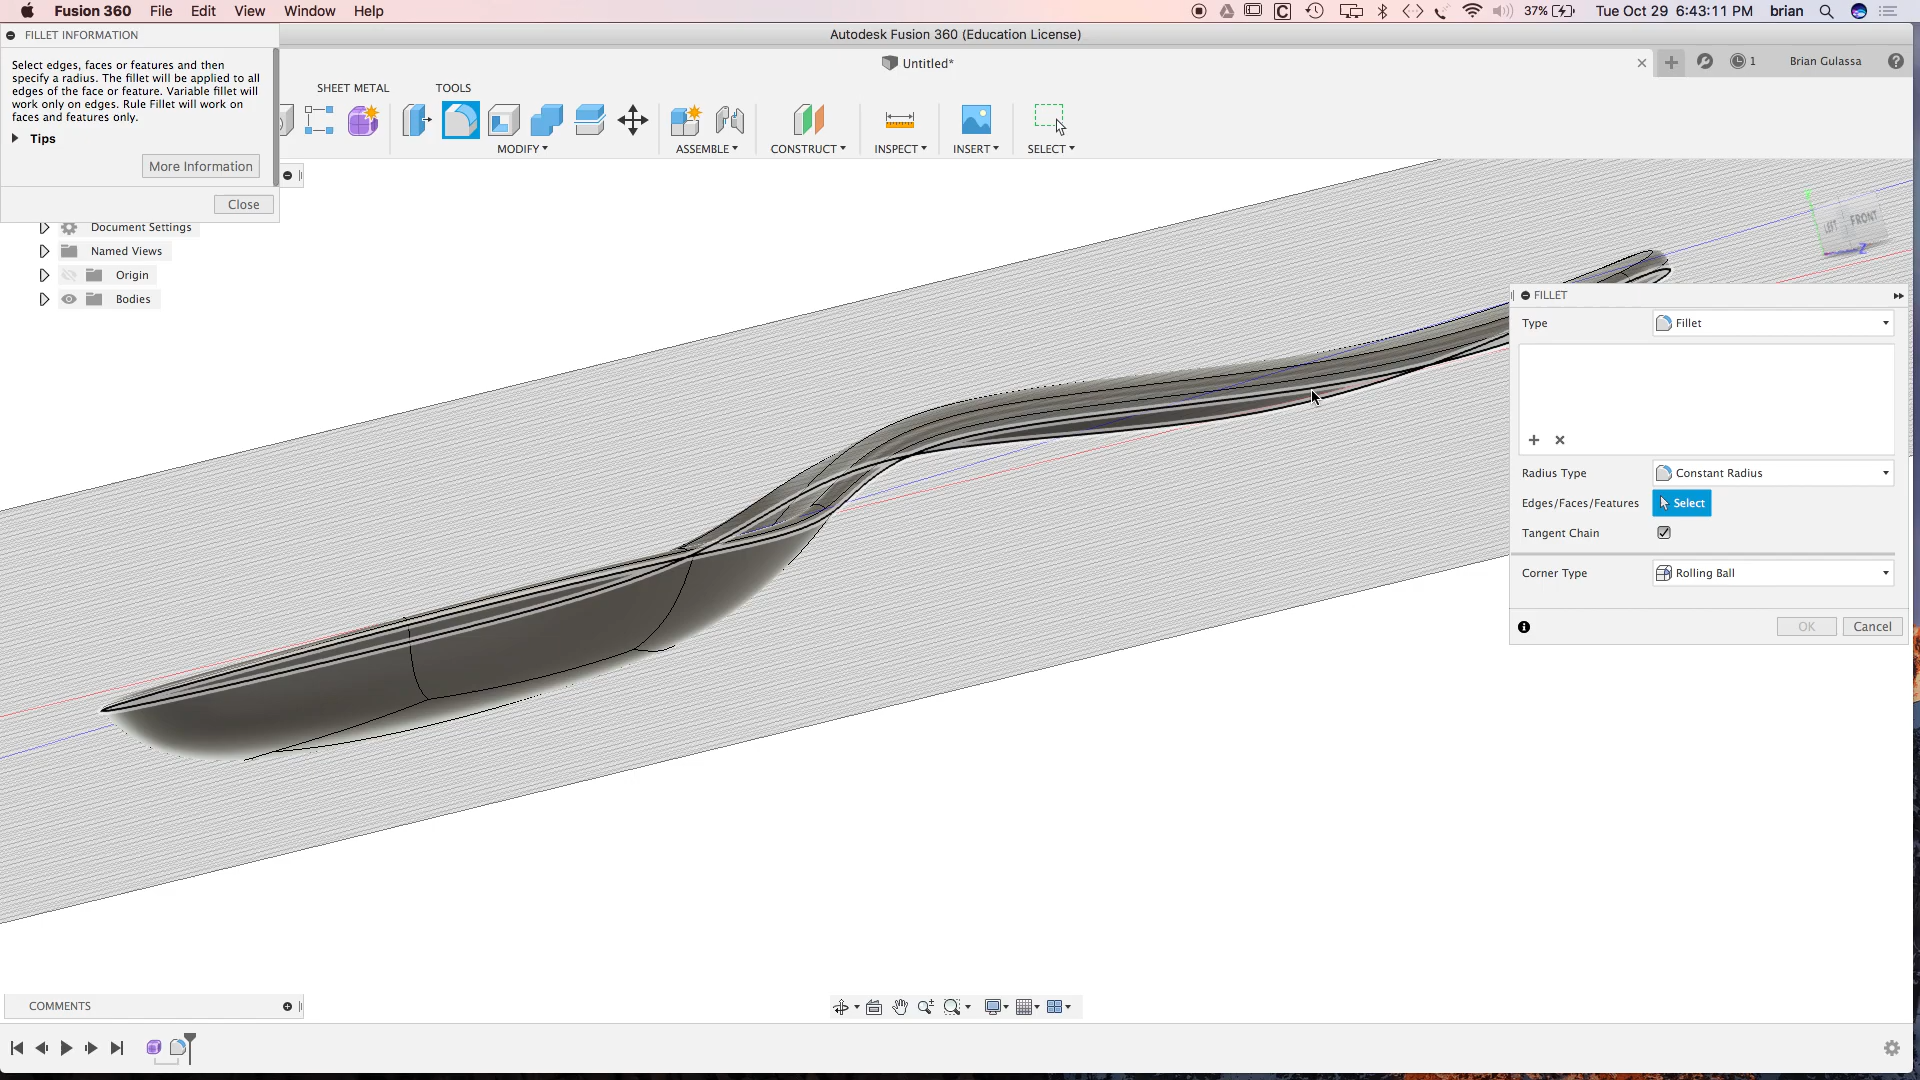 Fusion 360 File Edit View Window Help
37% Tue Oct 29 6:43:11 PM brian
FILLET INFORMATION
Autodesk Fusion 360 (Education License)
Select edges, faces or features and then
specify a radius. The fillet will be applied to all
edges of the face or feature. Variable fillet will
work only on edges. Rule Fillet will work on
faces and features only.
Tips
More Information
Close
Untitled*
1
Brian Gulassa
SHEET METAL
TOOLS
MODIFY
ASSEMBLE
CONSTRUCT
INSPECT
INSERT
SELECT
Document Settings
Named Views
Origin
Bodies
LEFT
FRONT
Z
FILLET
Type
Fillet
Radius Type
Constant Radius
Edges/Faces/Features
Select
Tangent Chain
Corner Type
Rolling Ball
OK
Cancel
COMMENTS